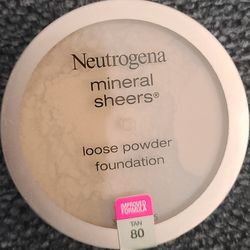 Neutrogena
mineral
sheers®
loose powder
foundation
IMPROVED
FORMULA
TAN
80